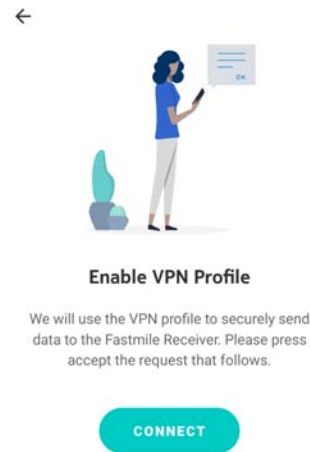 OK
Enable VPN Profile
We will use the VPN profile to securely send
data to the Fastmile Receiver. Please press
accept the request that follows.
CONNECT